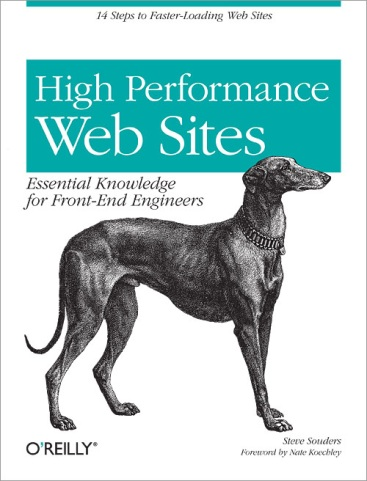 14 Steps to Faster-Loading Web Sites
High Performance
Web Sites
Essential Knowledge
for Front-End Engineers
Steve Souders
O'REILLY®
Foreword by Nate Koechley